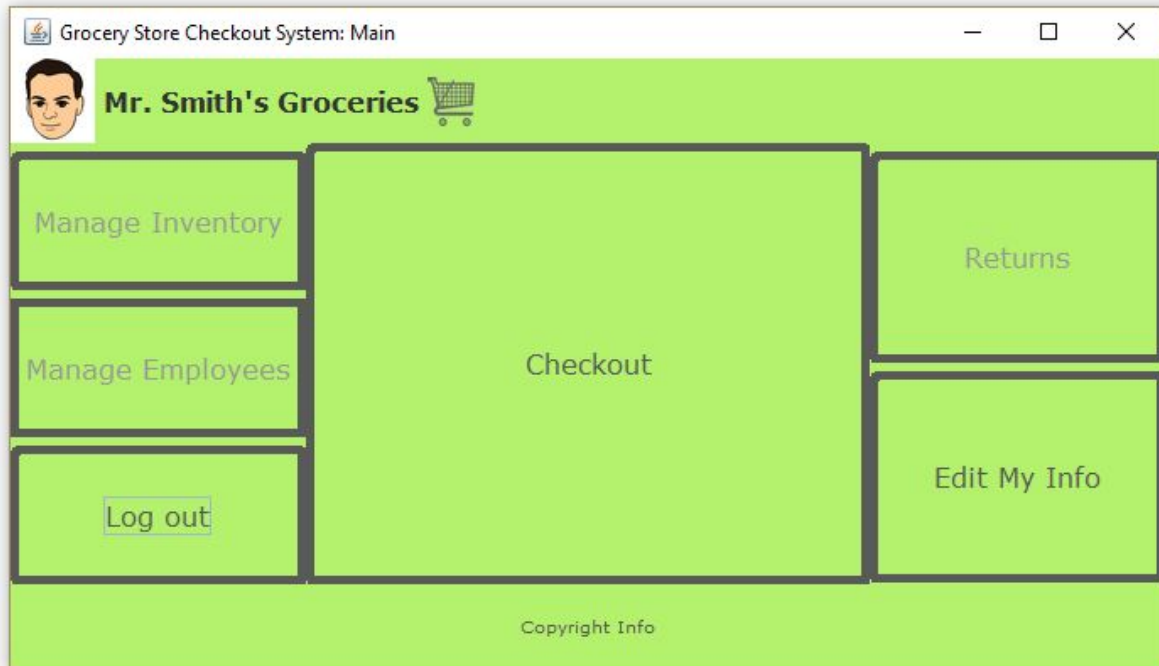 Grocery Store Checkout System: Main
Mr. Smith's Groceries
Manage Inventory
Manage Employees
Log out
Checkout
Returns
Edit My Info
Copyright Info